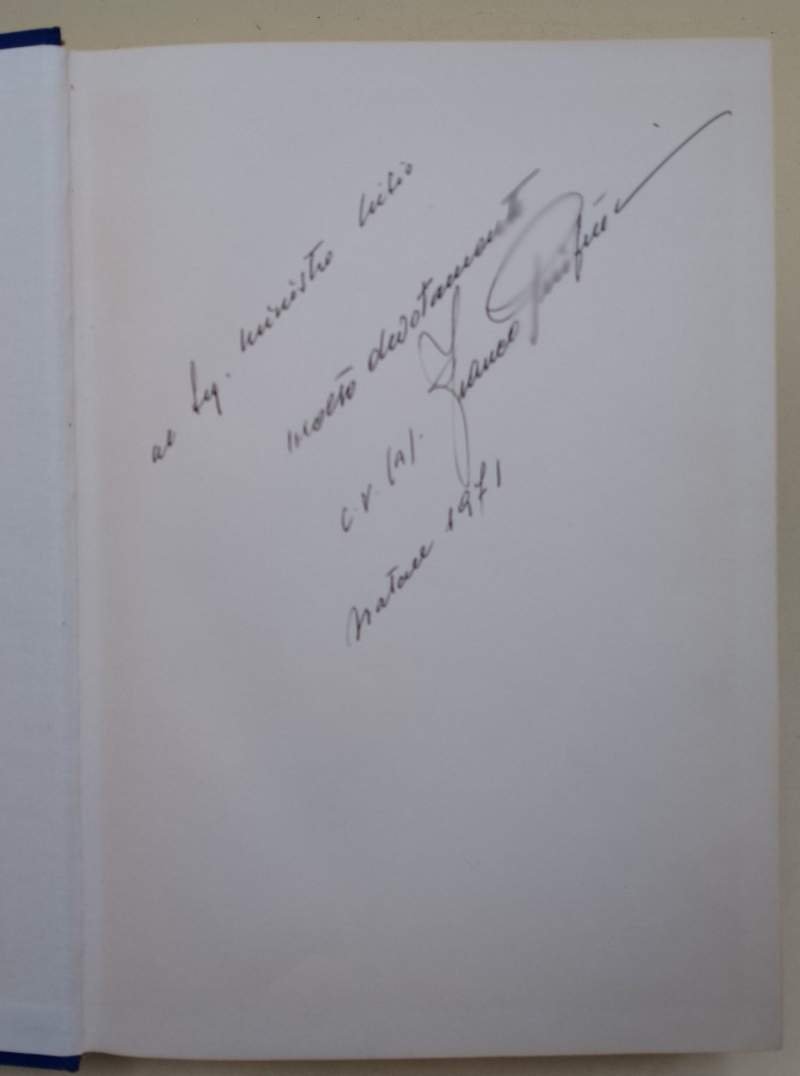 al Sig. ministro
molto devotamente
Franco
Natale 1971